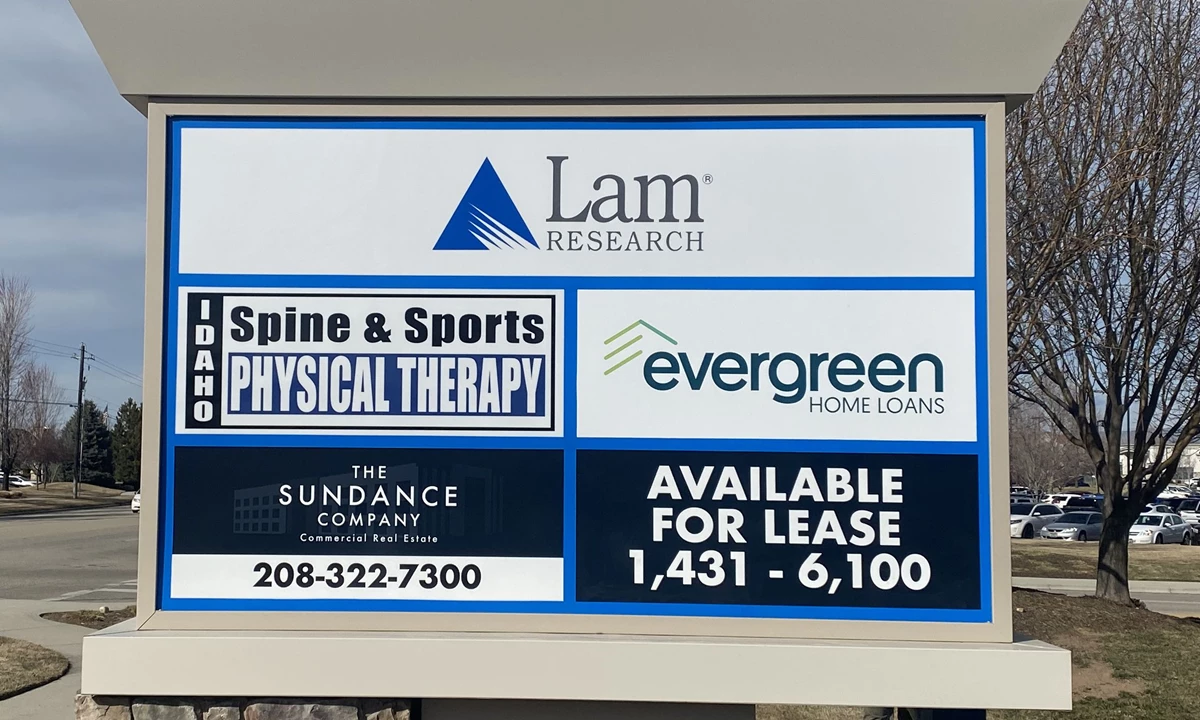 Lam®
RESEARCH
IDAHO
Spine & Sports
PHYSICAL THERAPY
evergreen
HOME LOANS
THE
SUNDANCE
COMPANY
Commercial Real Estate
208-322-7300
AVAILABLE
FOR LEASE
1,431 - 6,100